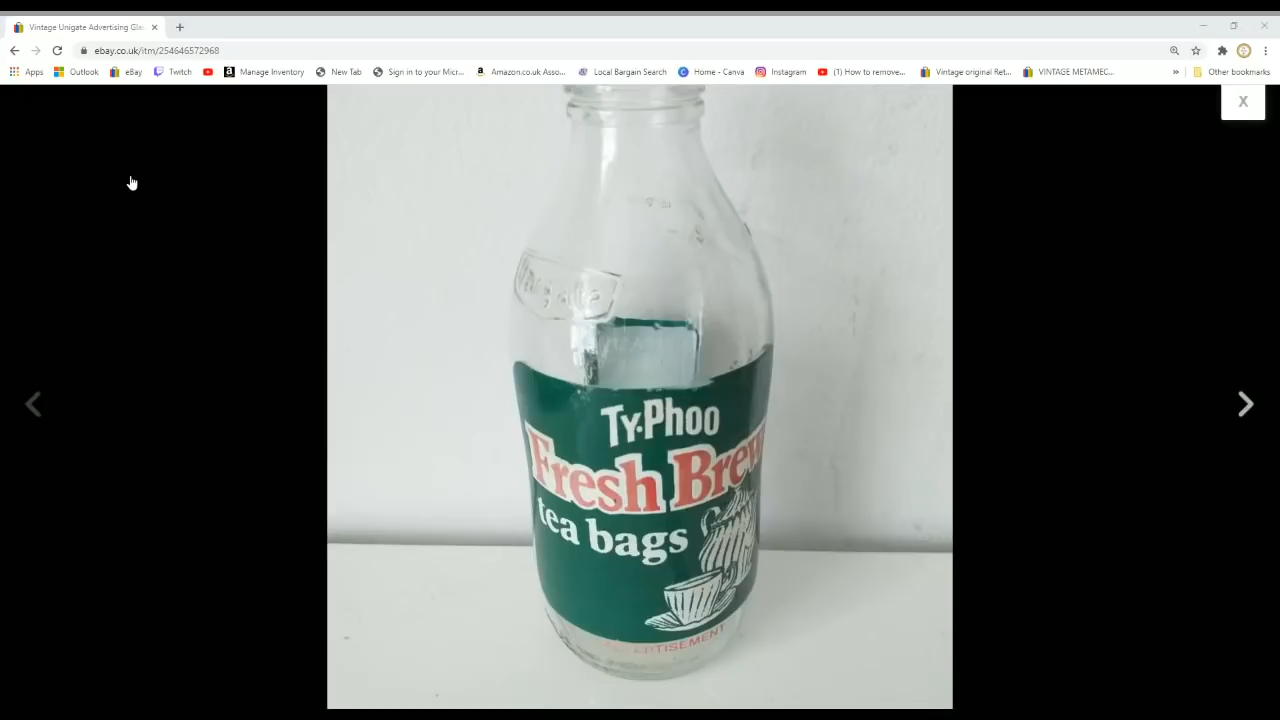 Vintage Unigate Advertising Gla
ebay.co.uk/itm/254646572968
Apps
Outlook
eBay
Twitch
Manage Inventory
New Tab
Sign in to your Micr...
Amazon.co.uk Asso...
Local Bargain Search
Home - Canva
Instagram
(1) How to remove...
Vintage original Ret...
VINTAGE METAMEC...
»
Other bookmarks
X
Unigate
Ty·Phoo
Fresh Brew
tea bags
ADVERTISEMENT